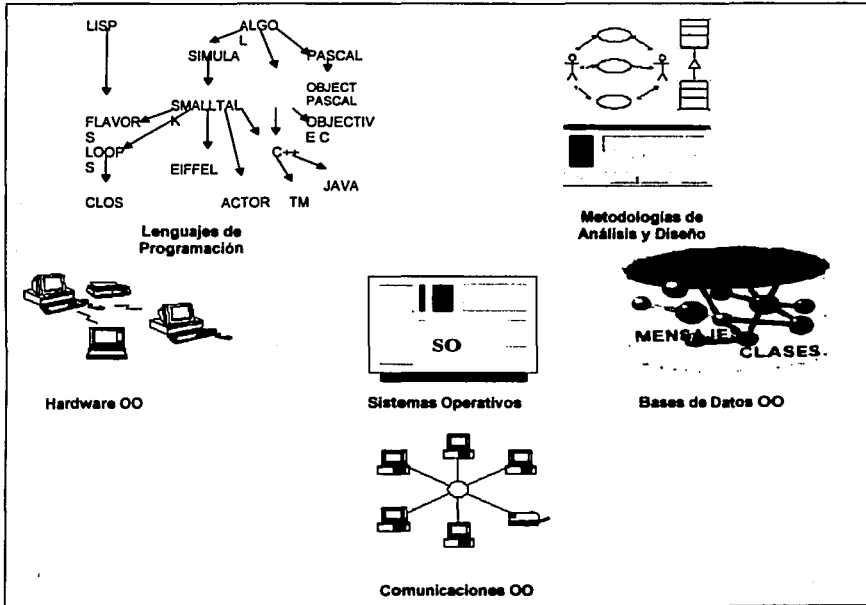 LISP
ALGO
L
SIMULA
PASCAL
OBJECT
PASCAL
SMALLTAL
K
FLAVOR
S
OBJECTIV
E C
LOOP
S
C++
EIFFEL
JAVA
CLOS
ACTOR
TM
Lenguajes de
Programación
Metodologías de
Análisis y Diseño
MENSAJES
CLASES.
SO
Hardware OO
Sistemas Operativos
Bases de Datos OO
Comunicaciones OO